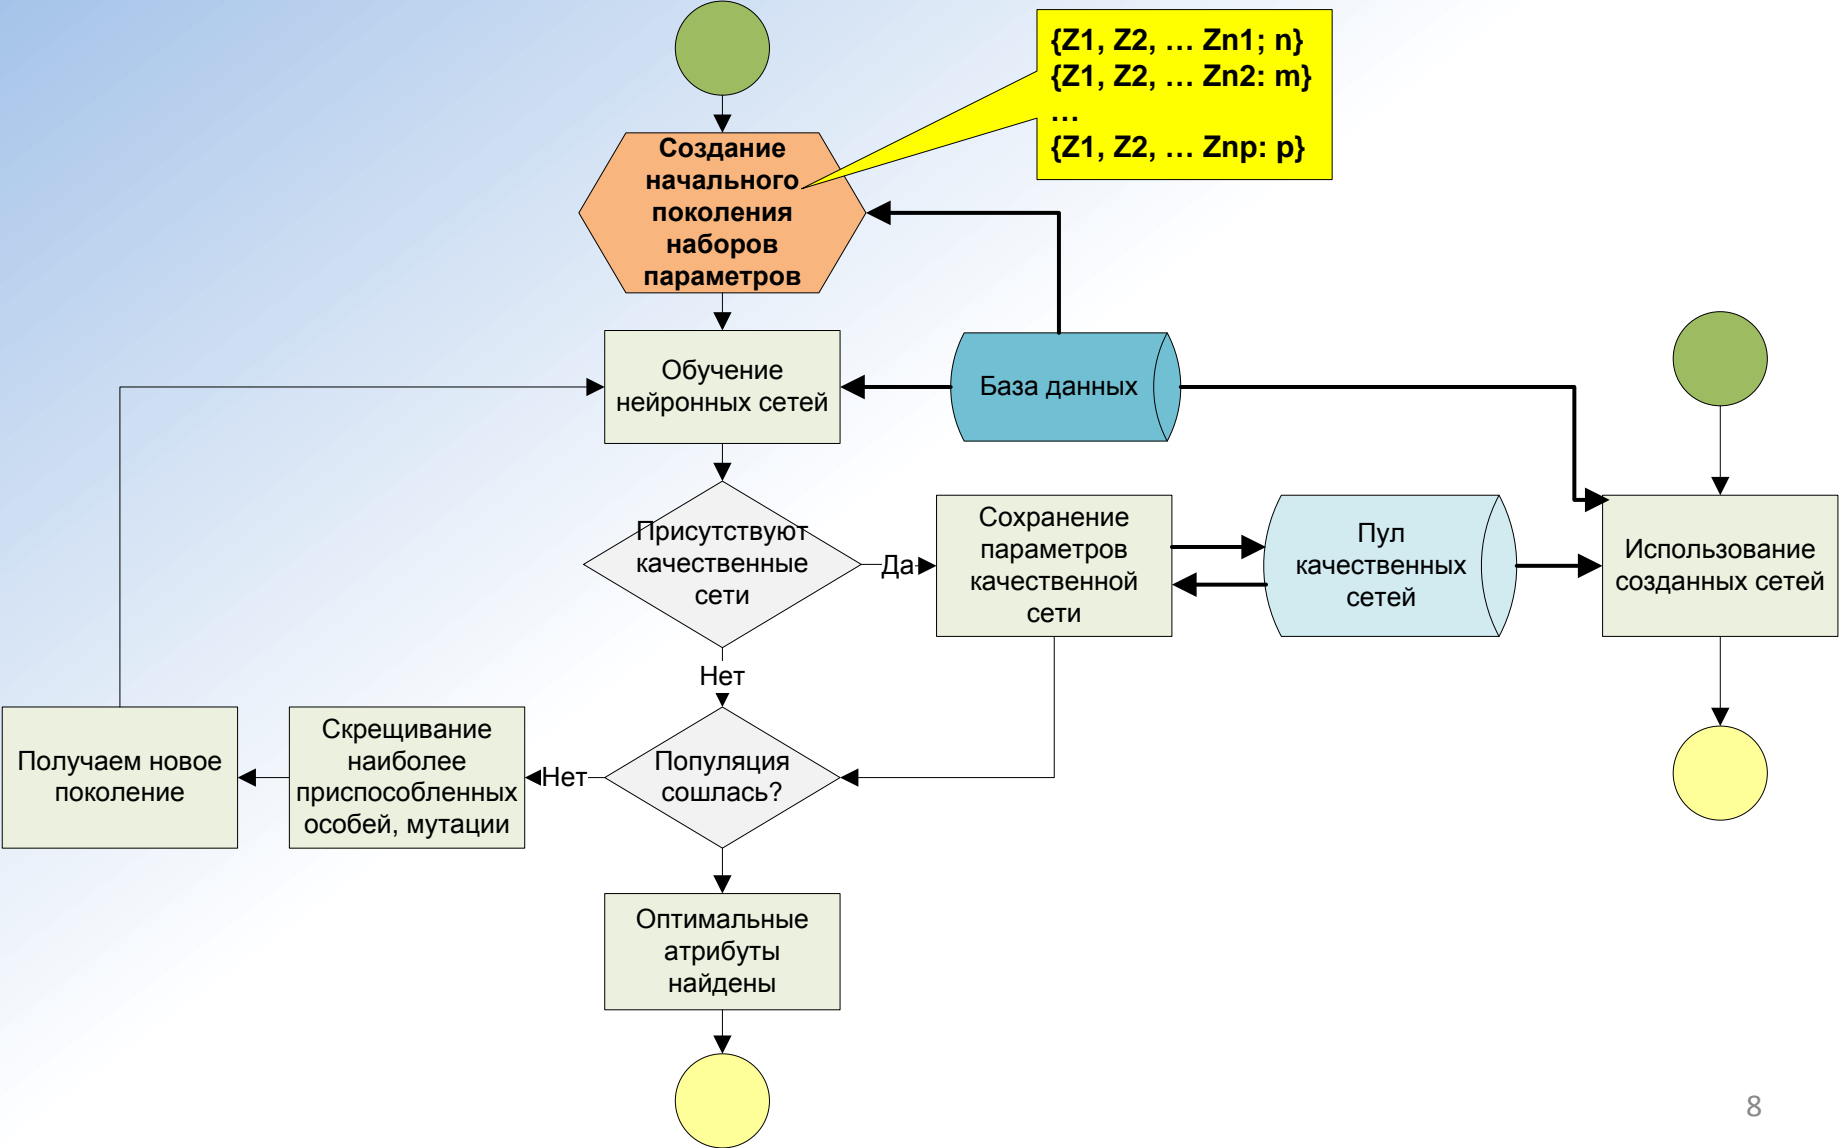 {Z1, Z2, … Zn1; n}
{Z1, Z2, … Zn2: m}
…
{Z1, Z2, … Znp: p}
Создание
начального
поколения
наборов
параметров
Обучение
нейронных сетей
База данных
Присутствуют
качественные
сети
Да
Сохранение
параметров
качественной
сети
Пул
качественных
сетей
Использование
созданных сетей
Нет
Популяция
сошлась?
Нет
Скрещивание
наиболее
приспособленных
особей, мутации
Получаем новое
поколение
Оптимальные
атрибуты
найдены
8